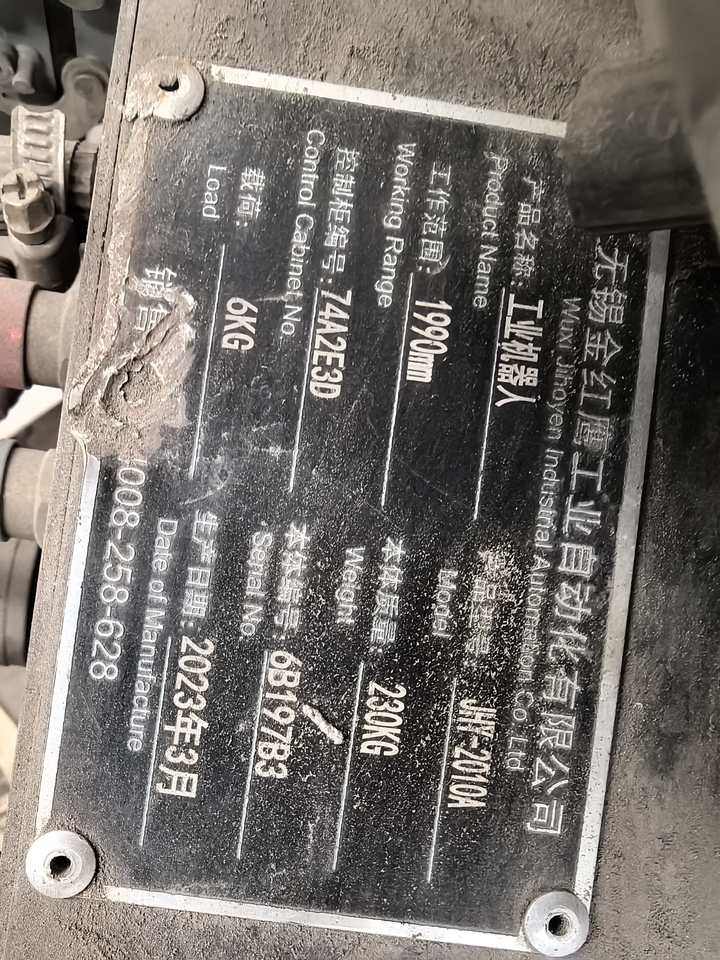 无锡金红鹰工业自动化有限公司
Wuxi JiHoyen Industrial Automation Co Ltd
产品名称: 工业机器人 产品型号: JHY-2010A
Product Name Model
工作范围: 1990mm 本体质量: 230KG
Working Range Weight
控制柜编号: 74A2E3D 本体编号: 6B197B3
Control Cabinet No Serial No
载荷: 6KG 生产日期: 2023年3月
Load Date of Manufacture
销售 008-258-628